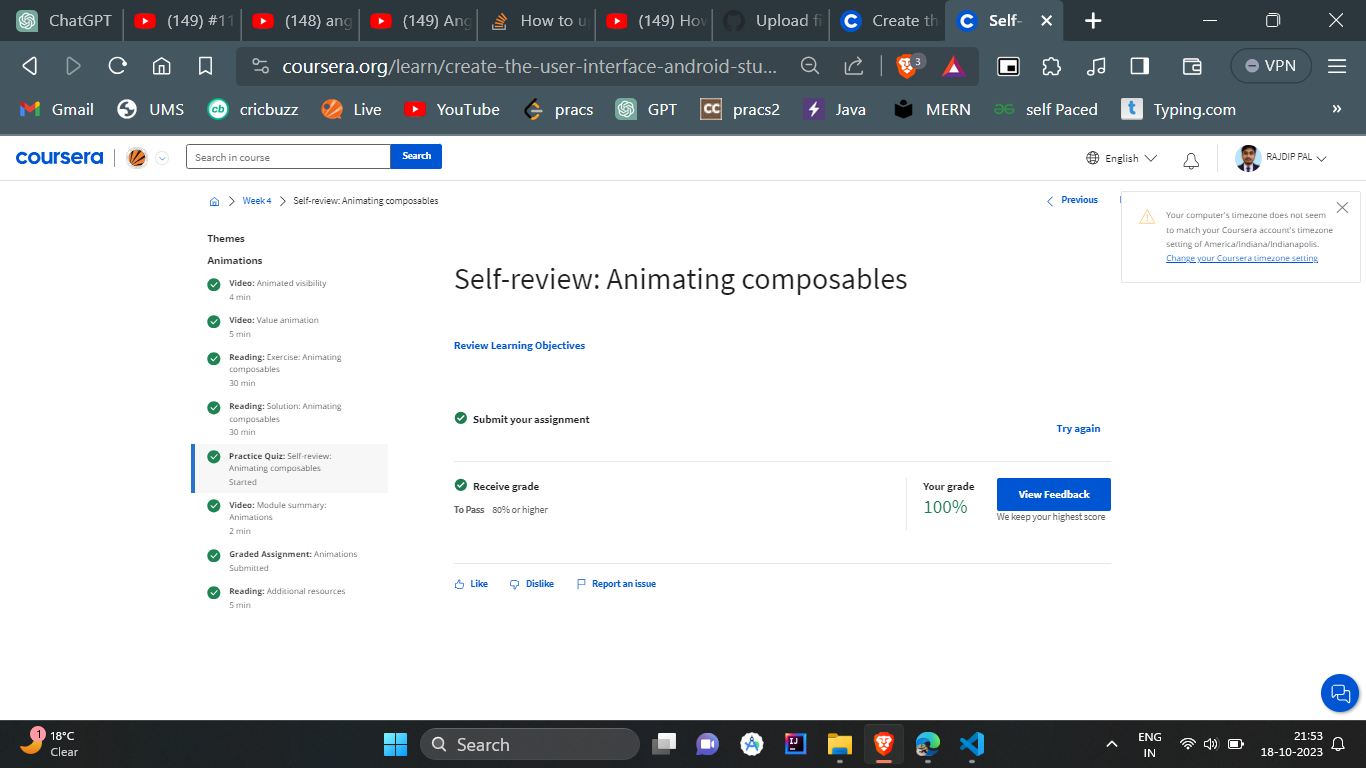 ChatGPT
(149) #11
(148) ang
(149) Ang
How to u
(149) How
Upload fi
Create th
Self-
coursera.org/learn/create-the-user-interface-android-stu...
3
VPN
Gmail
UMS
cb
cricbuzz
Live
YouTube
pracs
GPT
CC
pracs2
Java
MERN
self Paced
t
Typing.com
»
coursera
Search in course
Search
English
RAJDIP PAL
Week 4
Self-review: Animating composables
Previous
Your computer's timezone does not seem
to match your Coursera account's timezone
setting of America/Indiana/Indianapolis.
Change your Coursera timezone setting
Themes
Animations
Video: Animated visibility
4 min
Video: Value animation
5 min
Reading: Exercise: Animating
composables
30 min
Reading: Solution: Animating
composables
30 min
Practice Quiz: Self-review:
Animating composables
Started
Video: Module summary:
Animations
2 min
Graded Assignment: Animations
Submitted
Reading: Additional resources
5 min
Self-review: Animating composables
Review Learning Objectives
Submit your assignment
Try again
Receive grade
To Pass 80% or higher
Your grade
100%
View Feedback
We keep your highest score
Like
Dislike
Report an issue
1
18°C
Clear
Search
ENG
IN
21:53
18-10-2023